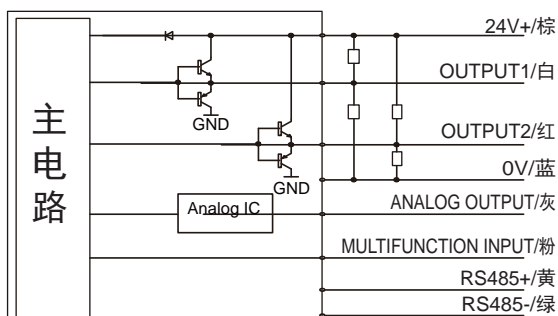 24V+/棕
OUTPUT1/白
GND
主电路
OUTPUT2/红
0V/蓝
GND
Analog IC
ANALOG OUTPUT/灰
MULTIFUNCTION INPUT/粉
RS485+/黄
RS485-/绿